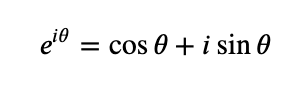 e^{iθ} = cos θ + i sin θ